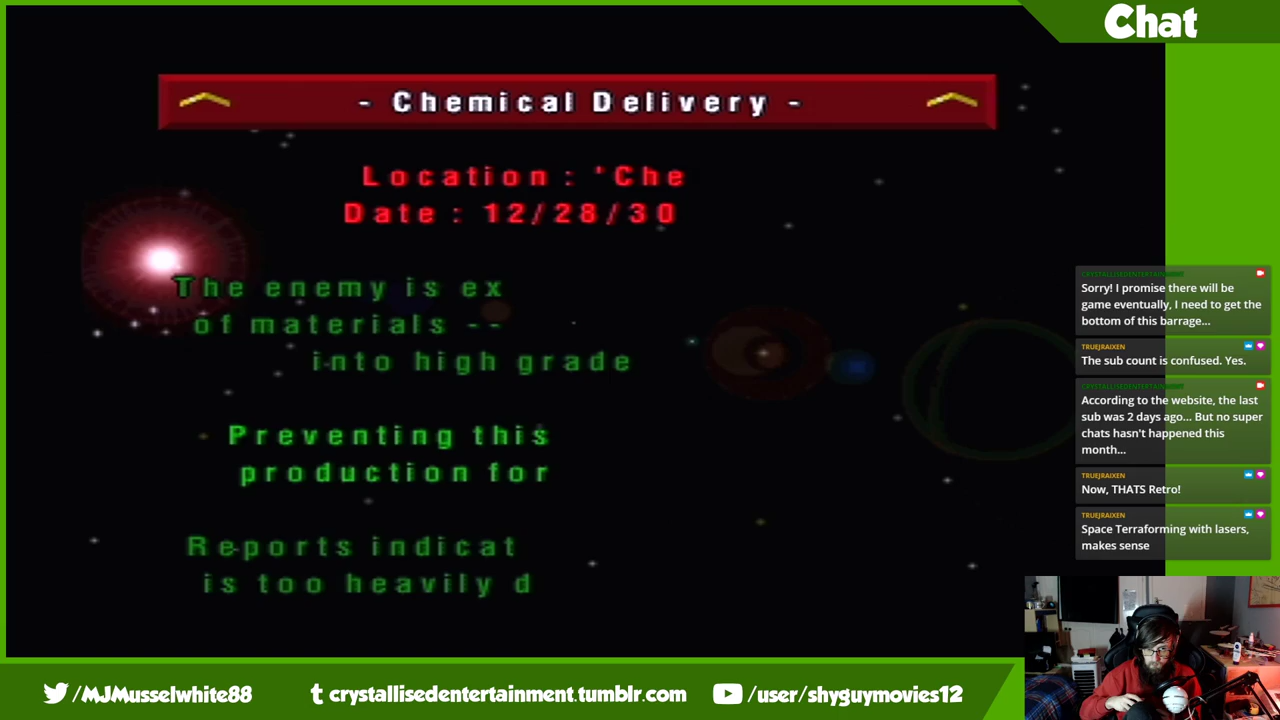 Chat
- Chemical Delivery -
Location : 'Che
Date : 12/28/30
The enemy is ex
of materials --
into high grade
Preventing this
production for
Reports indicat
is too heavily d
CRYSTALLISEDENTERTAINMENT
Sorry! I promise there will be
game eventually, I need to get the
bottom of this barrage...
TRUEJRAIXEN
The sub count is confused. Yes.
CRYSTALLISEDENTERTAINMENT
According to the website, the last
sub was 2 days ago... But no super
chats hasn't happened this
month...
TRUEJRAIXEN
Now, THATS Retro!
TRUEJRAIXEN
Space Terraforming with lasers,
makes sense
/MJMusselwhite88
crystallisedentertainment.tumblr.com
/user/shyguymovies12